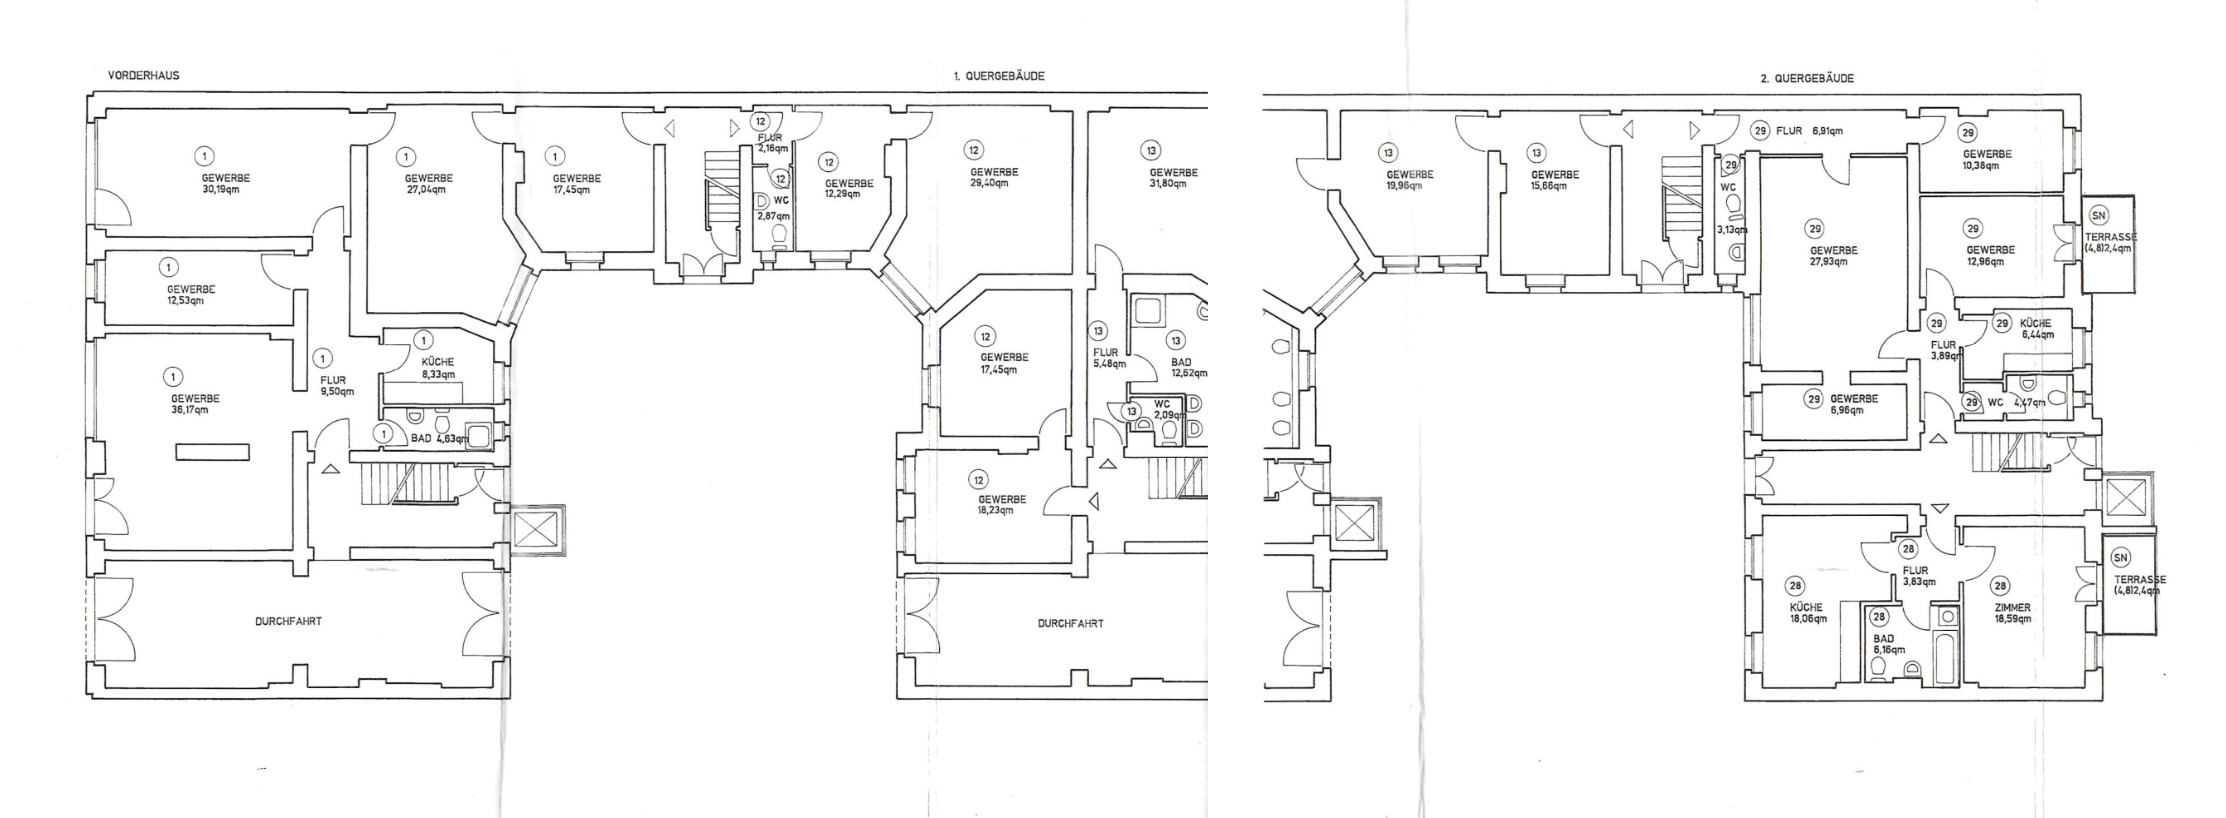 VORDERHAUS
1. QUERGEBÄUDE
2. QUERGEBÄUDE
1
GEWERBE
30,19qm
1
GEWERBE
27,04qm
1
GEWERBE
17,45qm
12
FLUR
2,16qm
12
WC
2,87qm
12
GEWERBE
12,29qm
12
GEWERBE
29,40qm
13
GEWERBE
31,80qm
13
GEWERBE
19,96qm
13
GEWERBE
15,66qm
29
FLUR 6,91qm
29
WC
3,13qm
29
GEWERBE
10,38qm
29
GEWERBE
27,93qm
29
GEWERBE
12,96qm
SN
TERRASSE
(4,8)2,4qm
1
GEWERBE
12,53qm
1
GEWERBE
36,17qm
1
FLUR
9,50qm
1
KÜCHE
8,33qm
1
BAD 4,63qm
12
GEWERBE
17,45qm
13
FLUR
5,48qm
13
BAD
12,62qm
13
WC
2,09qm
12
GEWERBE
18,23qm
29
FLUR
3,89qm
29
KÜCHE
6,44qm
29
GEWERBE
6,96qm
29
WC 4,47qm
28
FLUR
3,83qm
28
KÜCHE
18,06qm
28
BAD
6,16qm
28
ZIMMER
18,59qm
SN
TERRASSE
(4,8)2,4qm
DURCHFAHRT
DURCHFAHRT